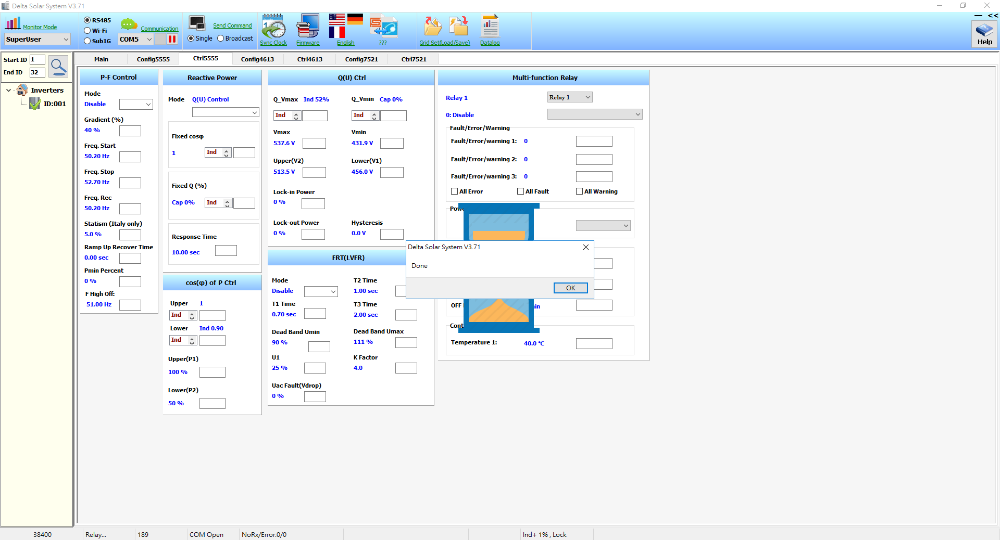 Delta Solar System V3.71
Monitor Mode
SuperUser
RS485
Wi-Fi
Sub1G
Communication
COM5
Send Command
Single
Broadcast
Sync Clock
Firmware
English
???
Grid Set(Load/Save)
Datalog
<<
Help
Start ID 1
End ID 32
Inverters
ID:001
Main
Config5555
Ctrl5555
Config4613
Ctrl4613
Config7521
Ctrl7521
P-F Control
Mode
Disable
Gradient (%)
40 %
Freq. Start
50.20 Hz
Freq. Stop
52.70 Hz
Freq. Rec
50.20 Hz
Statism (Italy only)
5.0 %
Ramp Up Recover Time
0.00 sec
Pmin Percent
0 %
F High Off:
51.00 Hz
Reactive Power
Mode Q(U) Control
Fixed cosφ
1 Ind
Fixed Q (%)
Cap 0% Ind
Response Time
10.00 sec
cos(φ) of P Ctrl
Upper 1
Ind
Lower Ind 0.90
Ind
Upper(P1)
100 %
Lower(P2)
50 %
Q(U) Ctrl
Q_Vmax Ind 52%
Q_Vmin Cap 0%
Ind
Ind
Vmax
537.6 V
Vmin
431.9 V
Upper(V2)
513.5 V
Lower(V1)
456.0 V
Lock-in Power
0 %
Lock-out Power
0 %
Hysteresis
0.0 V
FRT(LVFR)
Mode
Disable
T2 Time
1.00 sec
T1 Time
0.70 sec
T3 Time
2.00 sec
Dead Band Umin
90 %
Dead Band Umax
111 %
U1
25 %
K Factor
4.0
Uac Fault(Vdrop)
0 %
Multi-function Relay
Relay 1
Relay 1
0: Disable
Fault/Error/Warning
Fault/Error/warning 1: 0
Fault/Error/warning 2: 0
Fault/Error/warning 3: 0
All Error
All Fault
All Warning
Delta Solar System V3.71
Done
OK
OFF
Temperature 1: 40.0 ℃
38400
Relay...
189
COM Open
NoRx/Error:0/0
Ind+ 1% , Lock